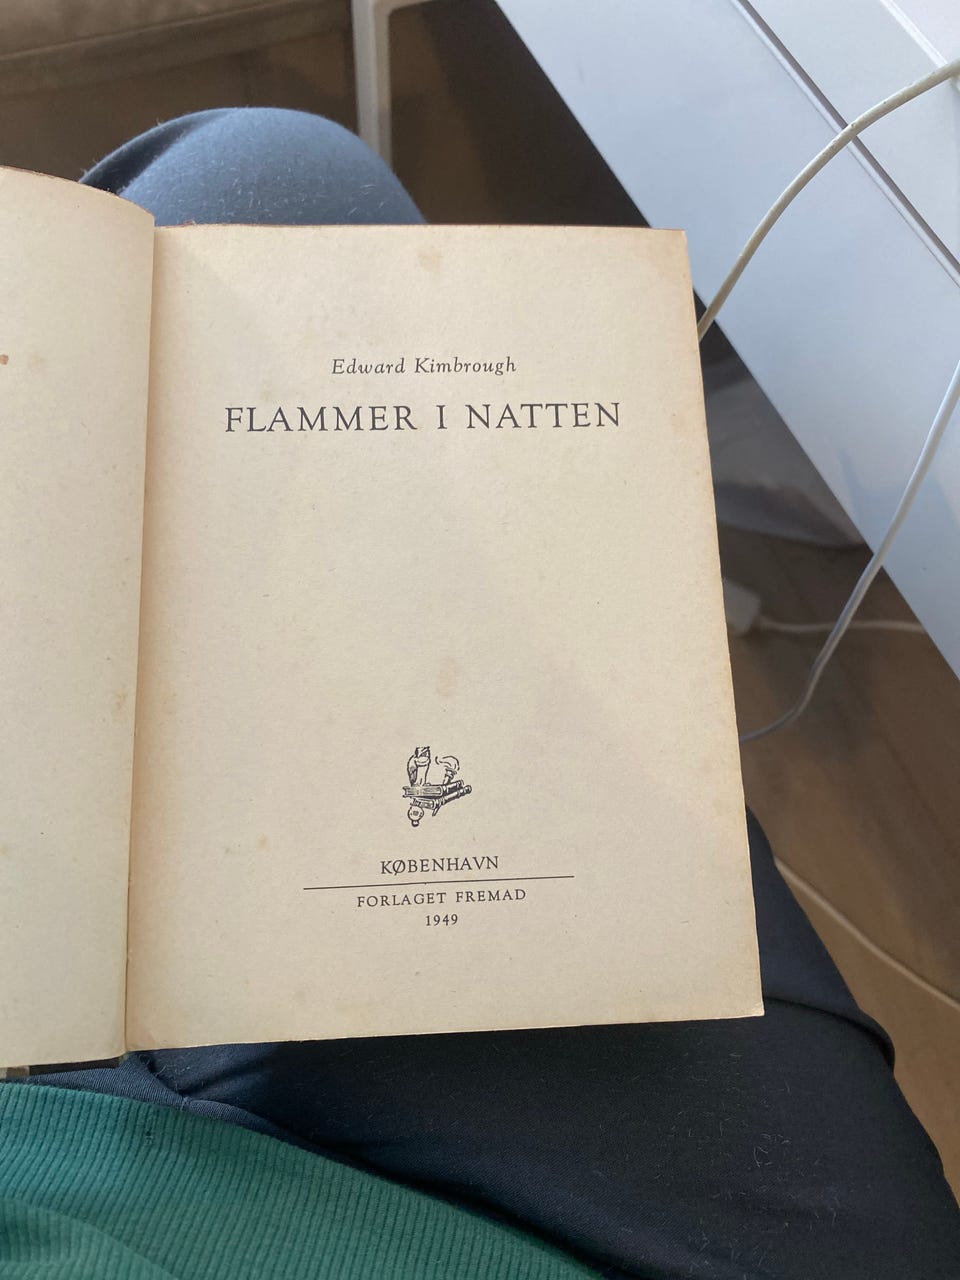 Edward Kimbrough
FLAMMER I NATTEN
KØBENHAVN
FORLAGET FREMAD
1949